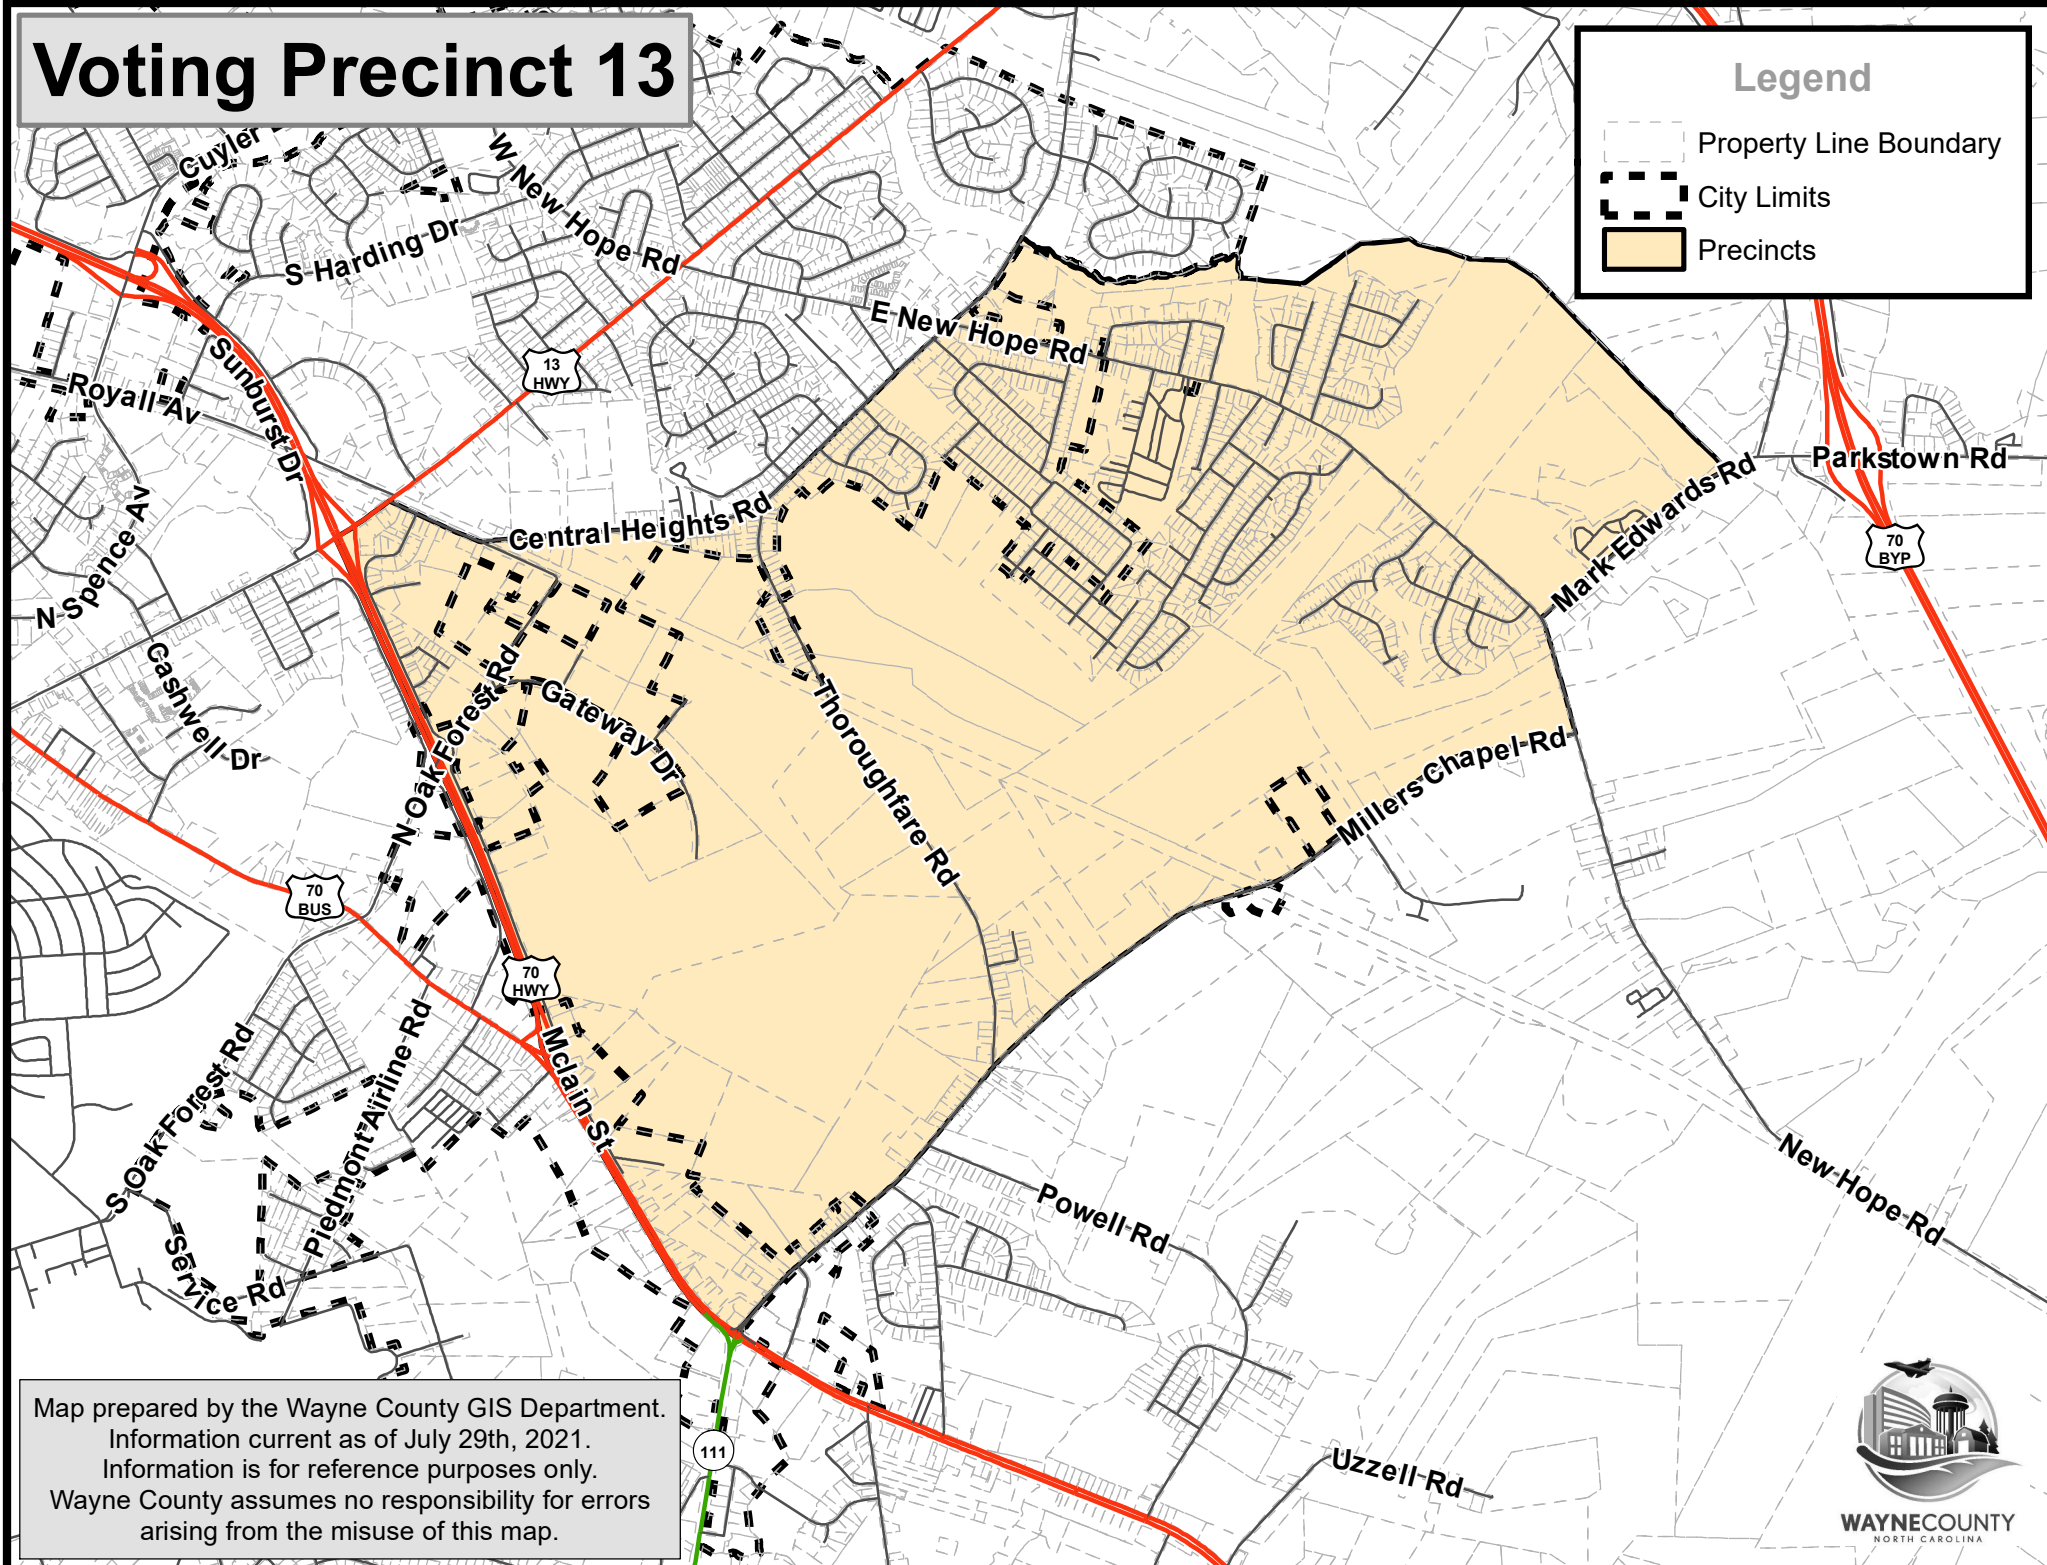 Voting Precinct 13
Legend
Property Line Boundary
City Limits
Precincts
Cuyler
W New Hope Rd
S Harding Dr
E New Hope Rd
13
HWY
Sunburst Dr
Royall Av
Central Heights Rd
Parkstown Rd
Mark Edwards Rd
70
BYP
N Spence Av
Cashwell Dr
N Oak Forest Rd
Gateway Dr
Thoroughfare Rd
Millers Chapel Rd
70
BUS
70
HWY
Mclain St
S Oak Forest Rd
Piedmont Airline Rd
Service Rd
Powell Rd
New Hope Rd
Uzzell Rd
111
Map prepared by the Wayne County GIS Department.
Information current as of July 29th, 2021.
Information is for reference purposes only.
Wayne County assumes no responsibility for errors
arising from the misuse of this map.
WAYNECOUNTY
NORTH CAROLINA